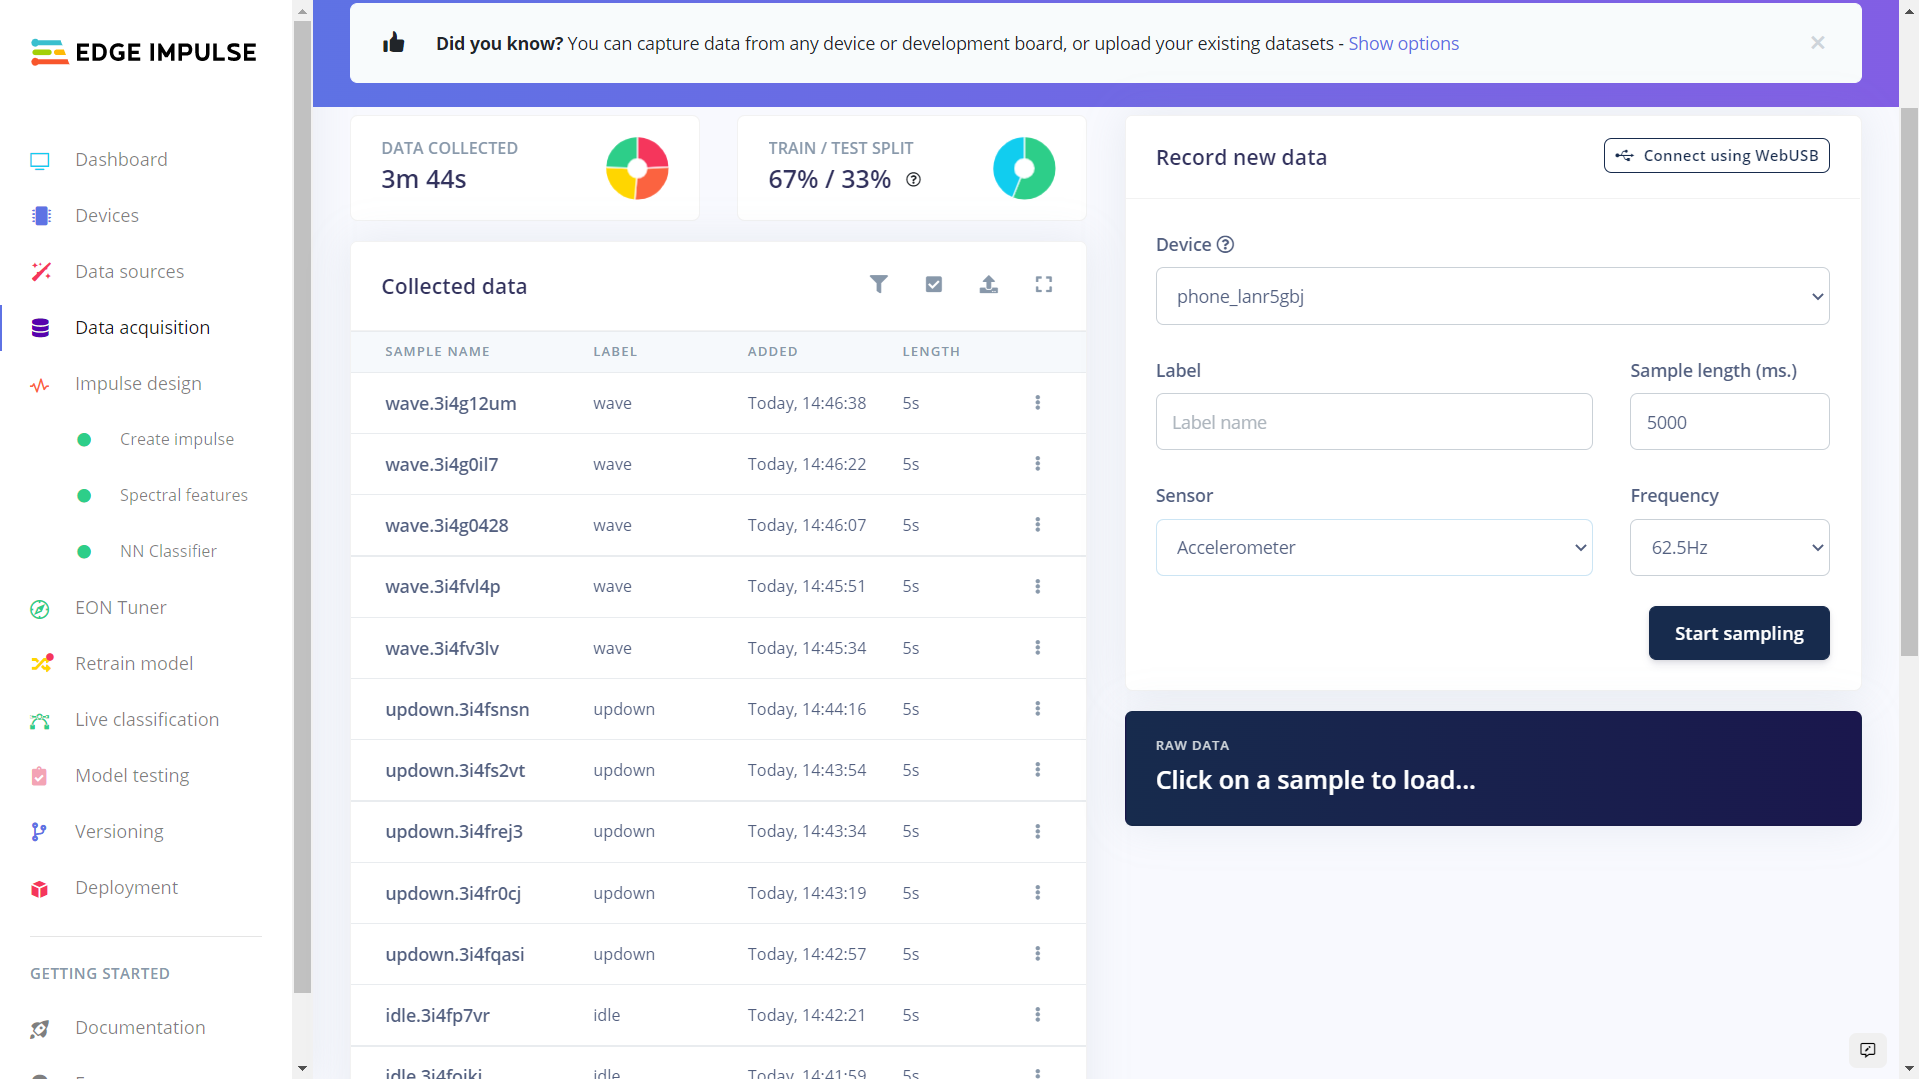 EDGE IMPULSE
Dashboard
Devices
Data sources
Data acquisition
Impulse design
Create impulse
Spectral features
NN Classifier
EON Tuner
Retrain model
Live classification
Model testing
Versioning
Deployment
GETTING STARTED
Documentation
Did you know? You can capture data from any device or development board, or upload your existing datasets - Show options
DATA COLLECTED
3m 44s
TRAIN / TEST SPLIT
67% / 33%
Collected data
SAMPLE NAME LABEL ADDED LENGTH
wave.3i4g12um wave Today, 14:46:38 5s
wave.3i4g0il7 wave Today, 14:46:22 5s
wave.3i4g0428 wave Today, 14:46:07 5s
wave.3i4fvl4p wave Today, 14:45:51 5s
wave.3i4fv3lv wave Today, 14:45:34 5s
updown.3i4fsnsn updown Today, 14:44:16 5s
updown.3i4fs2vt updown Today, 14:43:54 5s
updown.3i4frej3 updown Today, 14:43:34 5s
updown.3i4fr0cj updown Today, 14:43:19 5s
updown.3i4fqasi updown Today, 14:42:57 5s
idle.3i4fp7vr idle Today, 14:42:21 5s
idle Today, 14:41:59 5s
Record new data
Connect using WebUSB
Device
phone_lanr5gbj
Label
Sample length (ms.)
Label name
5000
Sensor
Frequency
Accelerometer
62.5Hz
Start sampling
RAW DATA
Click on a sample to load...